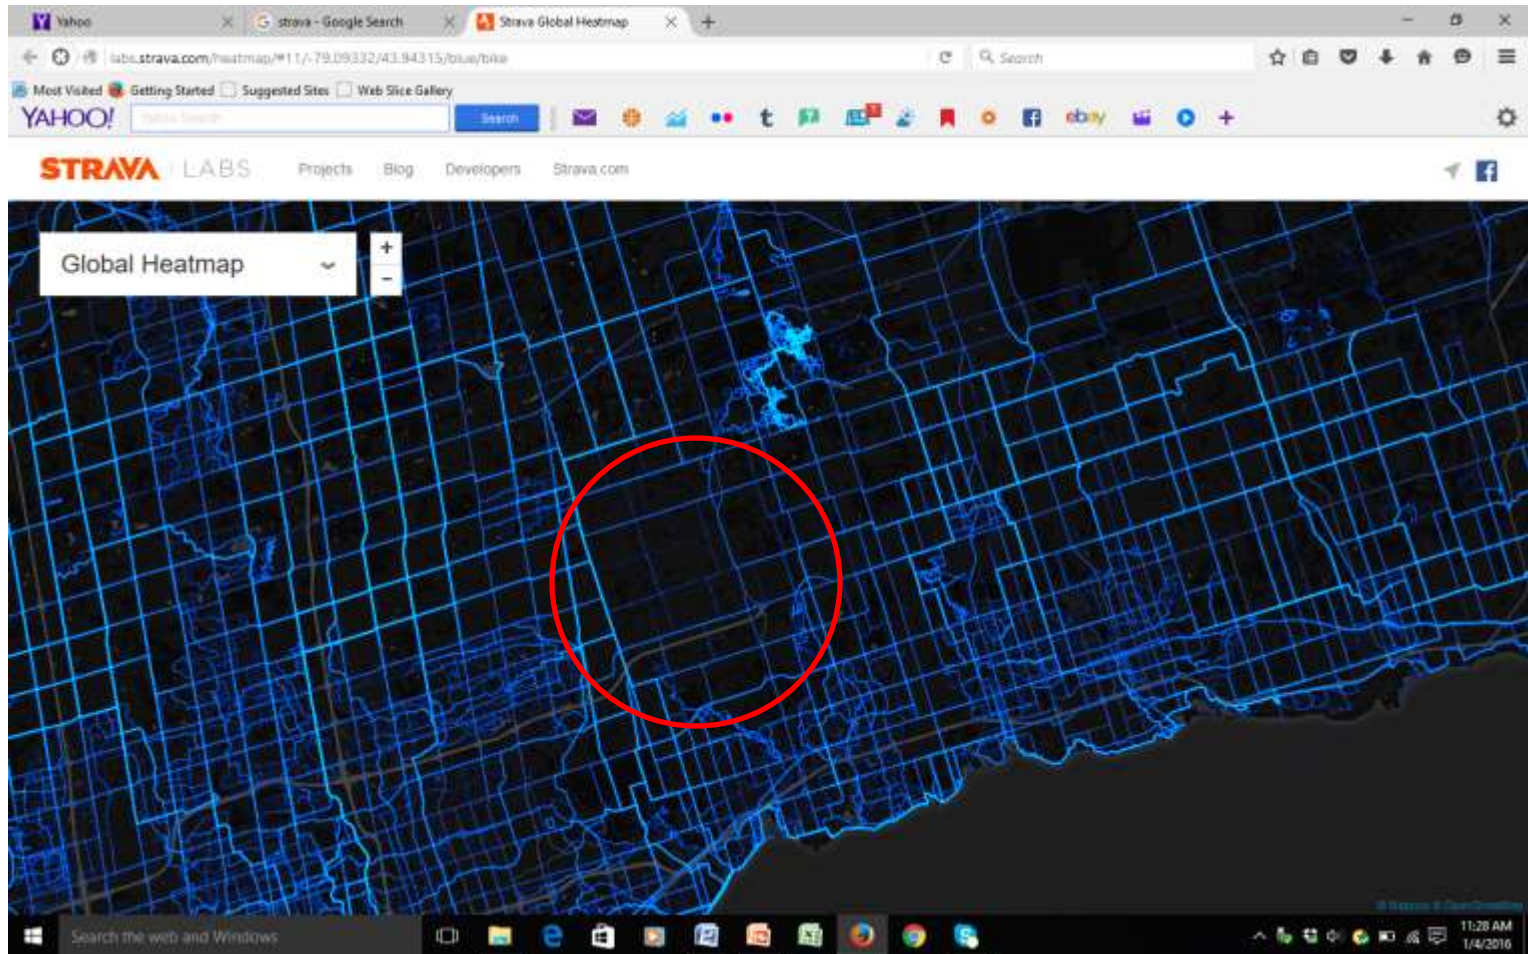 Yahoo
strava - Google Search
Strava Global Heatmap
labs.strava.com/heatmap/#11/-79.09332/43.94315/blue/bike
Search
Most Visited Getting Started Suggested Sites Web Slice Gallery
YAHOO! Search t ebay
STRAVA LABS Projects Blog Developers Strava.com
Global Heatmap
+
-
Search the web and Windows
11:28 AM
1/4/2016